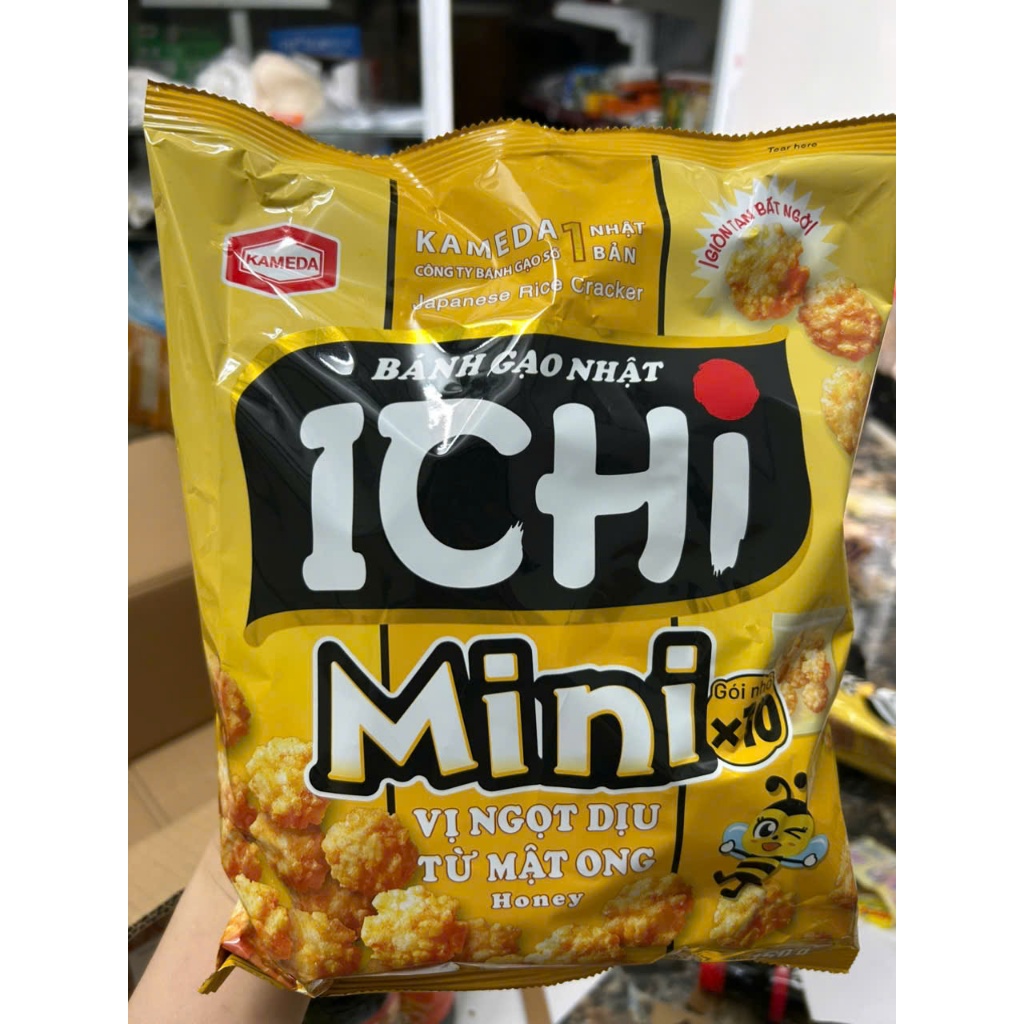 Tear here
KAMEDA
KAMEDA
CÔNG TY BÁNH GẠO SỐ 1 NHẬT BẢN
Japanese Rice Cracker
GIÒN TAN BẤT NGỜ!
BÁNH GẠO NHẬT
ICHi
Mini
Gói nhỏ
x10
VỊ NGỌT DỊU
TỪ MẬT ONG
Honey